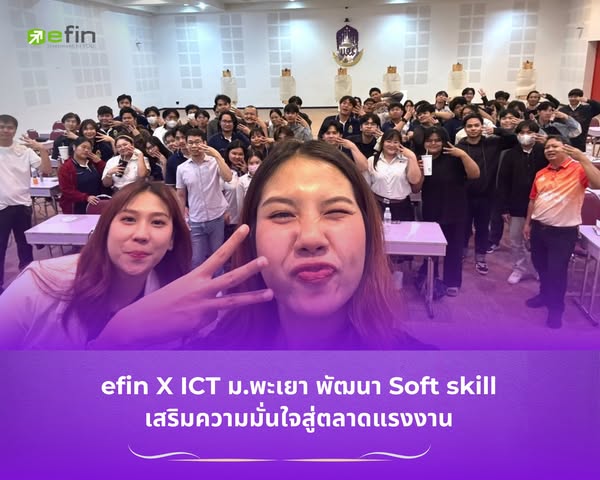 efin
efin X ICT ม.พะเยา พัฒนา Soft skill
เสริมความมั่นใจสู่ตลาดแรงงาน